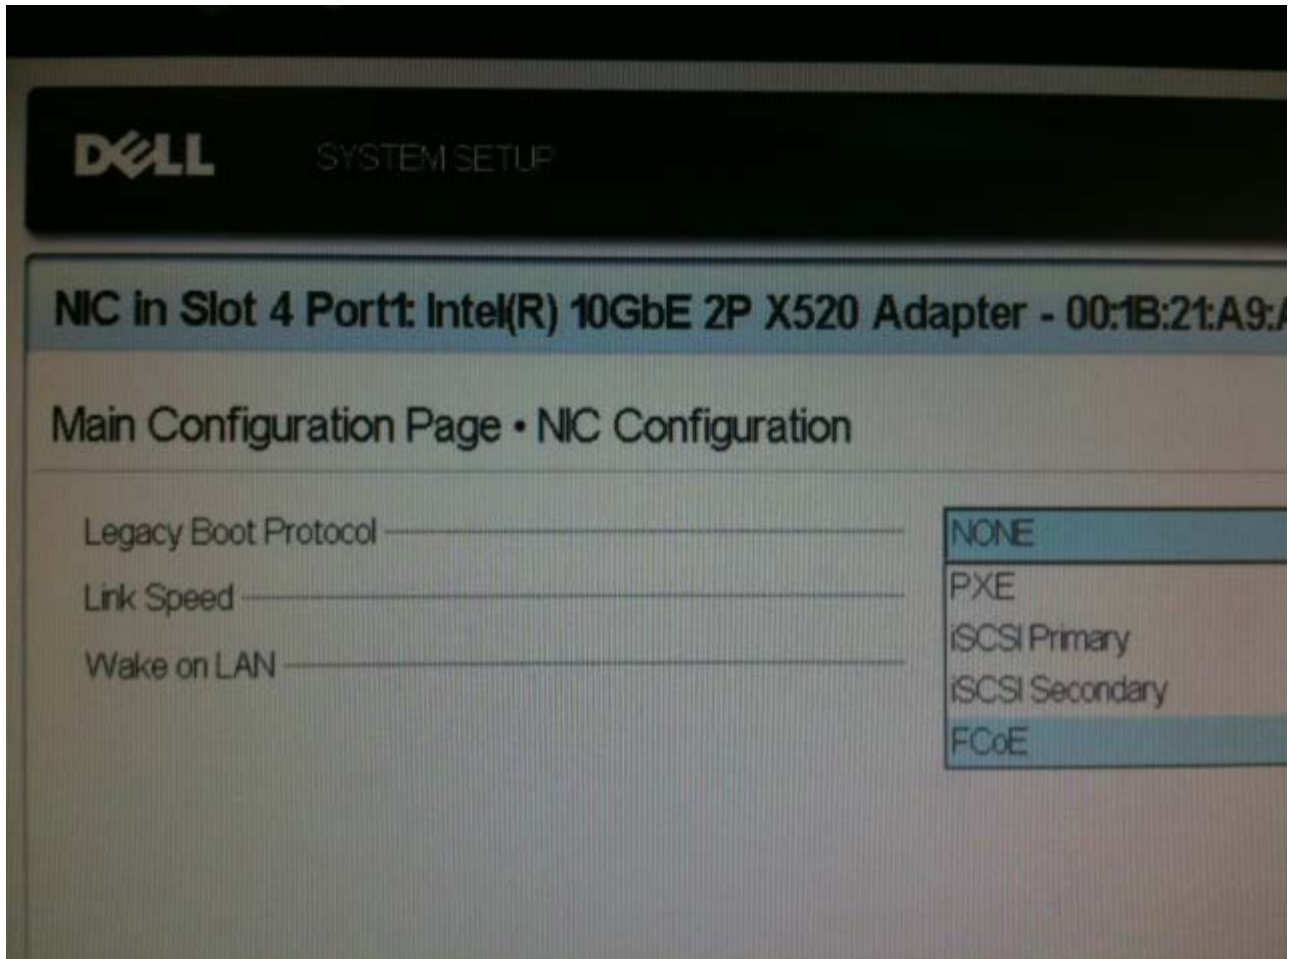 DELL SYSTEM SETUP
NIC in Slot 4 Port1: Intel(R) 10GbE 2P X520 Adapter - 00:1B:21:A9:
Main Configuration Page • NIC Configuration
Legacy Boot Protocol NONE
Link Speed PXE
iSCSI Primary
Wake on LAN iSCSI Secondary
FCoE